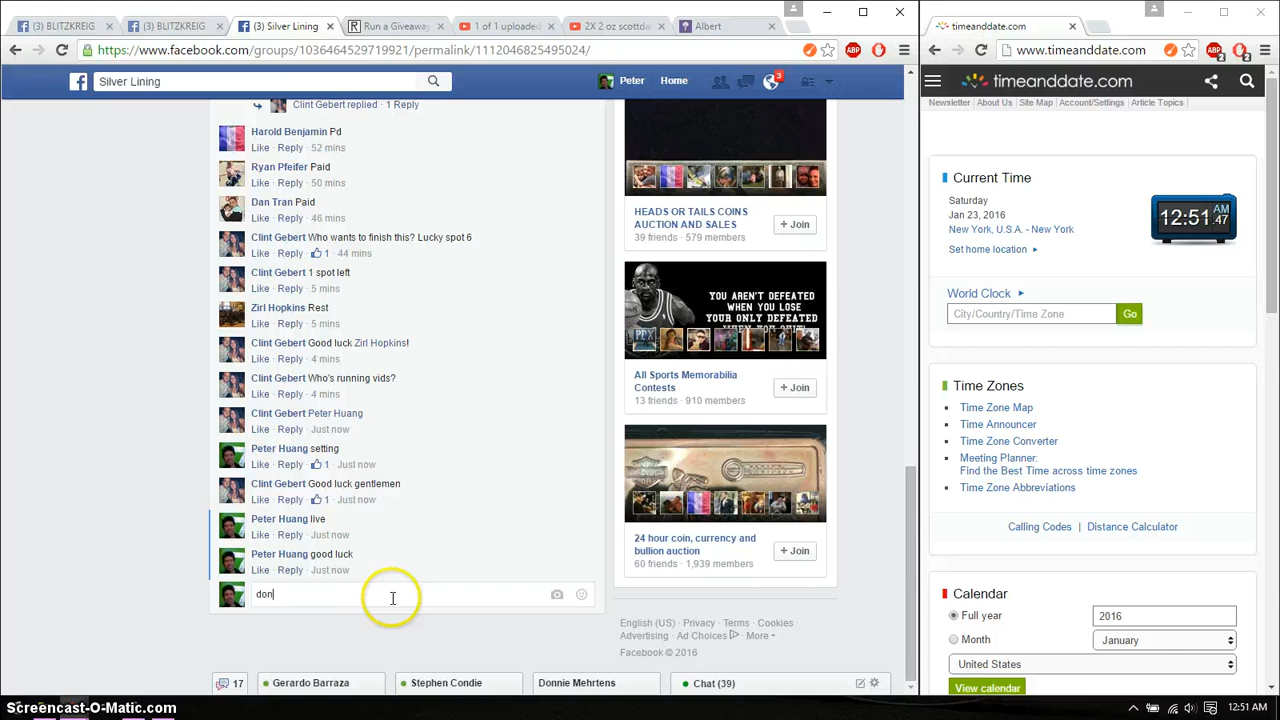 (3) BLITZKREIG
(3) BLITZKREIG
(3) Silver Lining
Run a Giveaway
1 of 1 uploaded
2X 2 oz scottda
Albert
timeanddate.com
https://www.facebook.com/groups/1036464529719921/permalink/1112046825495024/
www.timeanddate.com
Silver Lining
Peter
Home
3
timeanddate.com
Newsletter
About Us
Site Map
Account/Settings
Article Topics
Clint Gebert replied · 1 Reply
Harold Benjamin Pd
Like · Reply · 52 mins
Ryan Pfeifer Paid
Like · Reply · 50 mins
Dan Tran Paid
Like · Reply · 46 mins
Clint Gebert Who wants to finish this? Lucky spot 6
Like · Reply · 1 · 44 mins
Clint Gebert 1 spot left
Like · Reply · 5 mins
Zirl Hopkins Rest
Like · Reply · 5 mins
Clint Gebert Good luck Zirl Hopkins!
Like · Reply · 4 mins
Clint Gebert Who's running vids?
Like · Reply · 4 mins
Clint Gebert Peter Huang
Like · Reply · Just now
Peter Huang setting
Like · Reply · 1 · Just now
Clint Gebert Good luck gentlemen
Like · Reply · 1 · Just now
Peter Huang live
Like · Reply · Just now
Peter Huang good luck
Like · Reply · Just now
don
HEADS OR TAILS COINS
AUCTION AND SALES
39 friends · 579 members
+ Join
YOU AREN'T DEFEATED
WHEN YOU LOSE
YOUR ONLY DEFEATED
All Sports Memorabilia
Contests
13 friends · 910 members
+ Join
24 hour coin, currency and
bullion auction
60 friends · 1,939 members
+ Join
English (US) · Privacy · Terms · Cookies ·
Advertising · Ad Choices · More
Facebook © 2016
17
Gerardo Barraza
Stephen Condie
Donnie Mehrtens
Chat (39)
Current Time
Saturday
Jan 23, 2016
New York, U.S.A. - New York
Set home location
12:51 AM 47
World Clock
City/Country/Time Zone
Go
Time Zones
Time Zone Map
Time Announcer
Time Zone Converter
Meeting Planner:
Find the Best Time across time zones
Time Zone Abbreviations
Calling Codes | Distance Calculator
Calendar
Full year
2016
Month
January
United States
View calendar
Screencast-O-Matic.com
12:51 AM